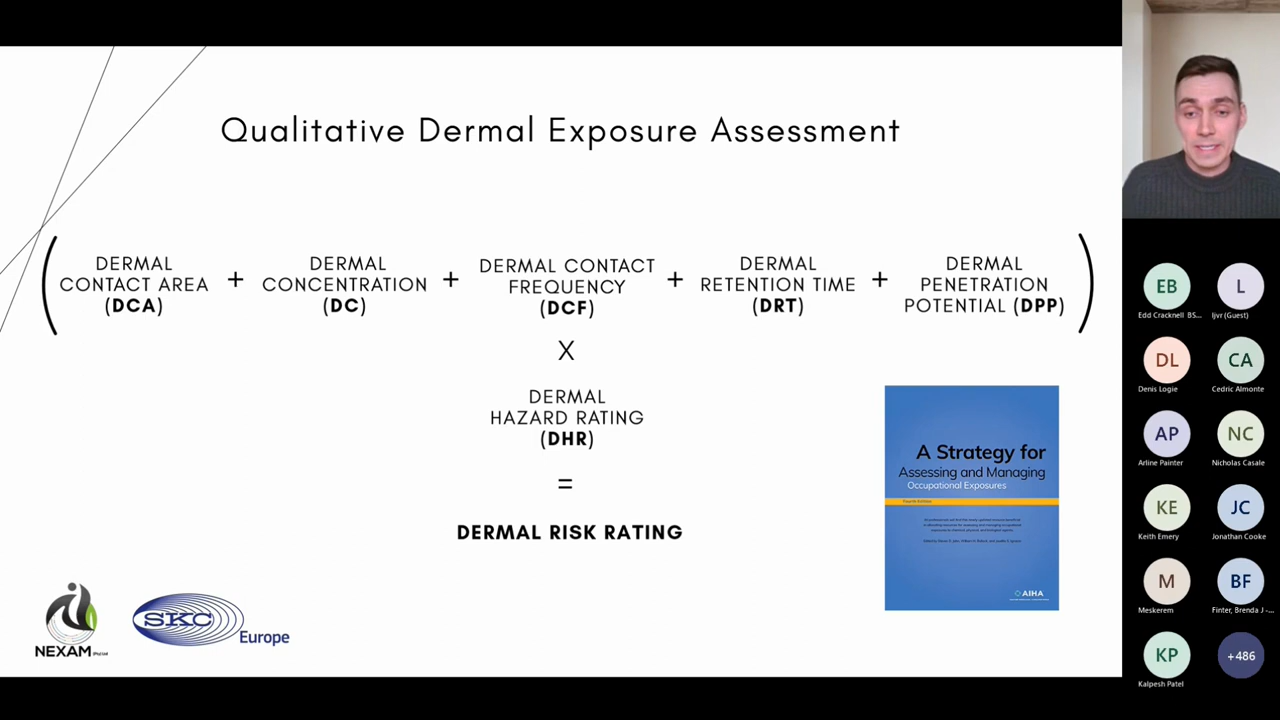 Qualitative Dermal Exposure Assessment
DERMAL
CONTACT AREA
(DCA)
+
DERMAL
CONCENTRATION
(DC)
+
DERMAL CONTACT
FREQUENCY
(DCF)
+
DERMAL
RETENTION TIME
(DRT)
+
DERMAL
PENETRATION
POTENTIAL (DPP)
X
DERMAL
HAZARD RATING
(DHR)
=
DERMAL RISK RATING
A Strategy for
Assessing and Managing
Occupational Exposures
Fourth Edition
AIHA
NEXAM
SKC
Europe
EB
Edd Cracknell BS...
L
ljvr (Guest)
DL
Denis Logie
CA
Cedric Almonte
AP
Arline Painter
NC
Nicholas Casale
KE
Keith Emery
JC
Jonathan Cooke
M
Meskerem
BF
Finter, Brenda J -...
KP
Kalpesh Patel
+486